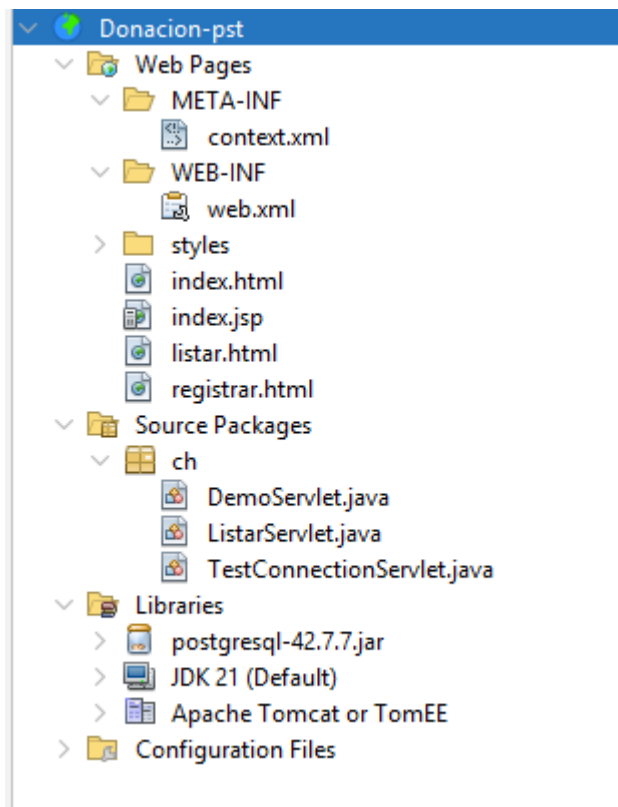 Donacion-pst
Web Pages
META-INF
context.xml
WEB-INF
web.xml
styles
index.html
index.jsp
listar.html
registrar.html
Source Packages
ch
DemoServlet.java
ListarServlet.java
TestConnectionServlet.java
Libraries
postgresql-42.7.7.jar
JDK 21 (Default)
Apache Tomcat or TomEE
Configuration Files